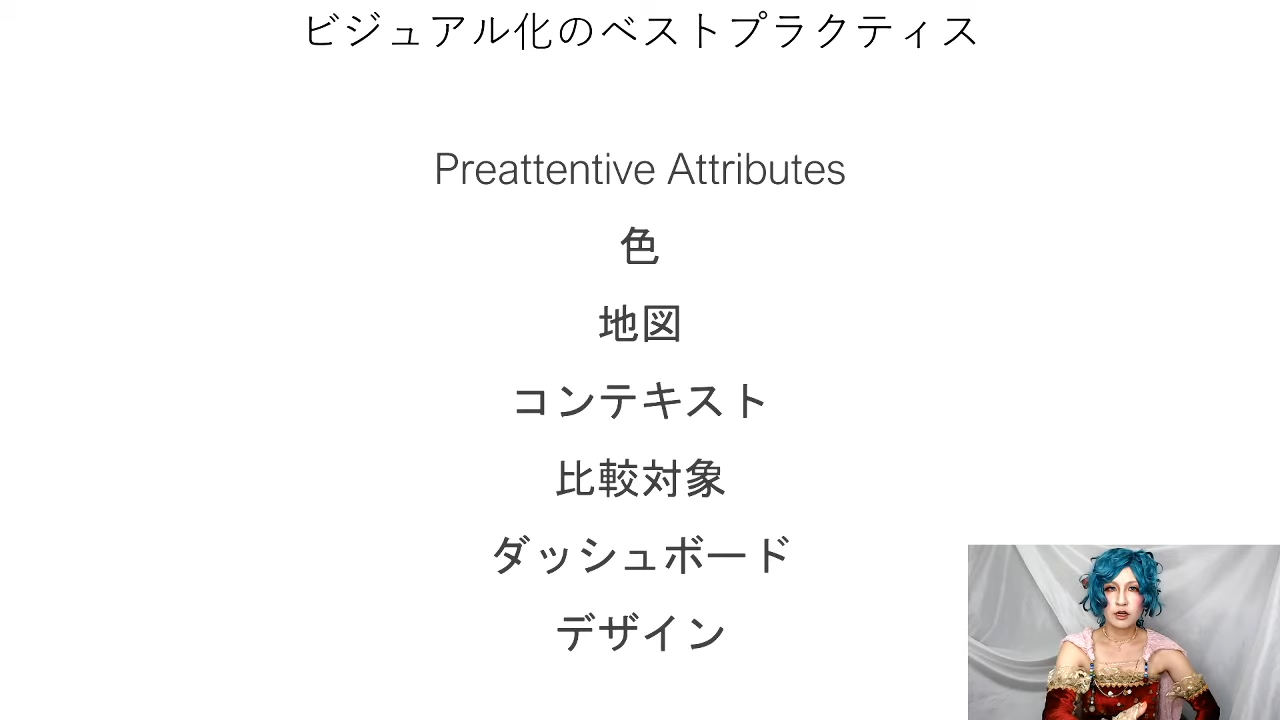 ビジュアル化のベストプラクティス
Preattentive Attributes
色
地図
コンテキスト
比較対象
ダッシュボード
デザイン